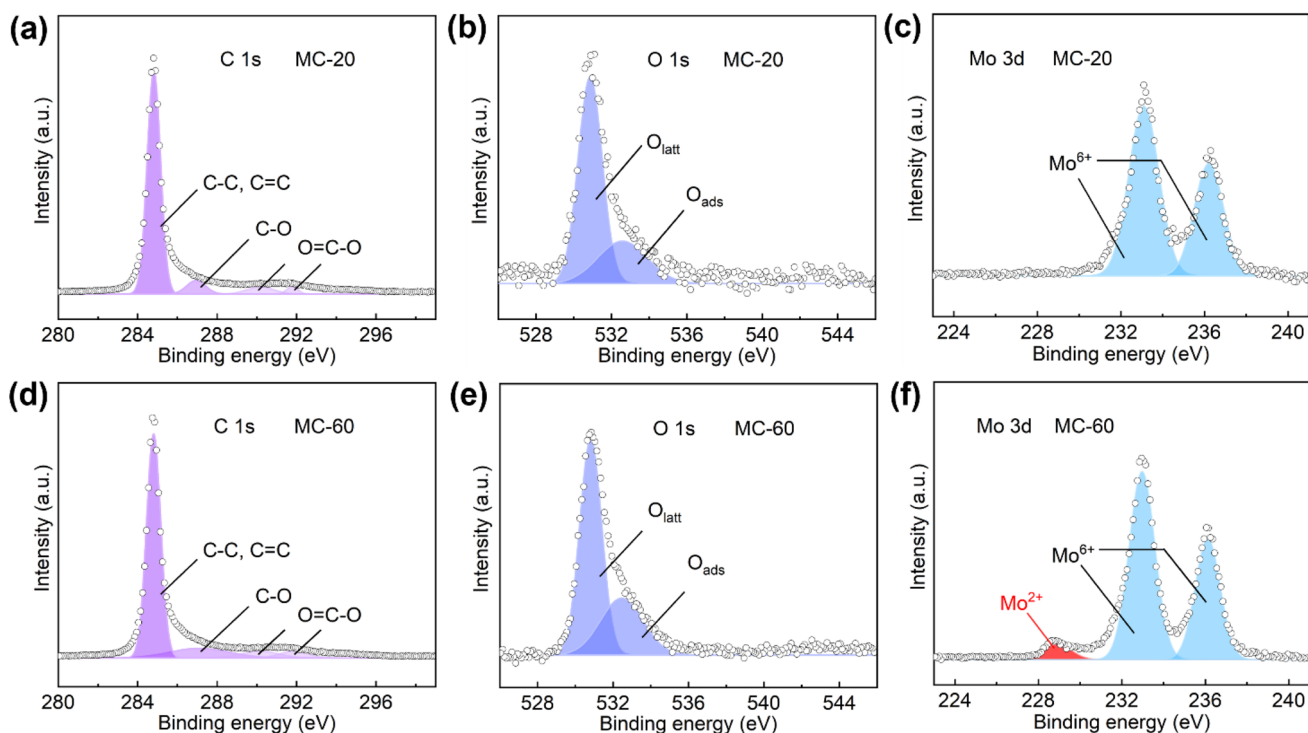 (a)
C 1s MC-20
C-C, C=C
C-O
O=C-O
Intensity (a.u.)
280 284 288 292 296
Binding energy (eV)
(b)
O 1s MC-20
O_latt
O_ads
Intensity (a.u.)
528 532 536 540 544
Binding energy (eV)
(c)
Mo 3d MC-20
Mo⁶⁺
Intensity (a.u.)
224 228 232 236 240
Binding energy (eV)
(d)
C 1s MC-60
C-C, C=C
C-O
O=C-O
Intensity (a.u.)
280 284 288 292 296
Binding energy (eV)
(e)
O 1s MC-60
O_latt
O_ads
Intensity (a.u.)
528 532 536 540 544
Binding energy (eV)
(f)
Mo 3d MC-60
Mo⁶⁺
Mo²⁺
Intensity (a.u.)
224 228 232 236 240
Binding energy (eV)